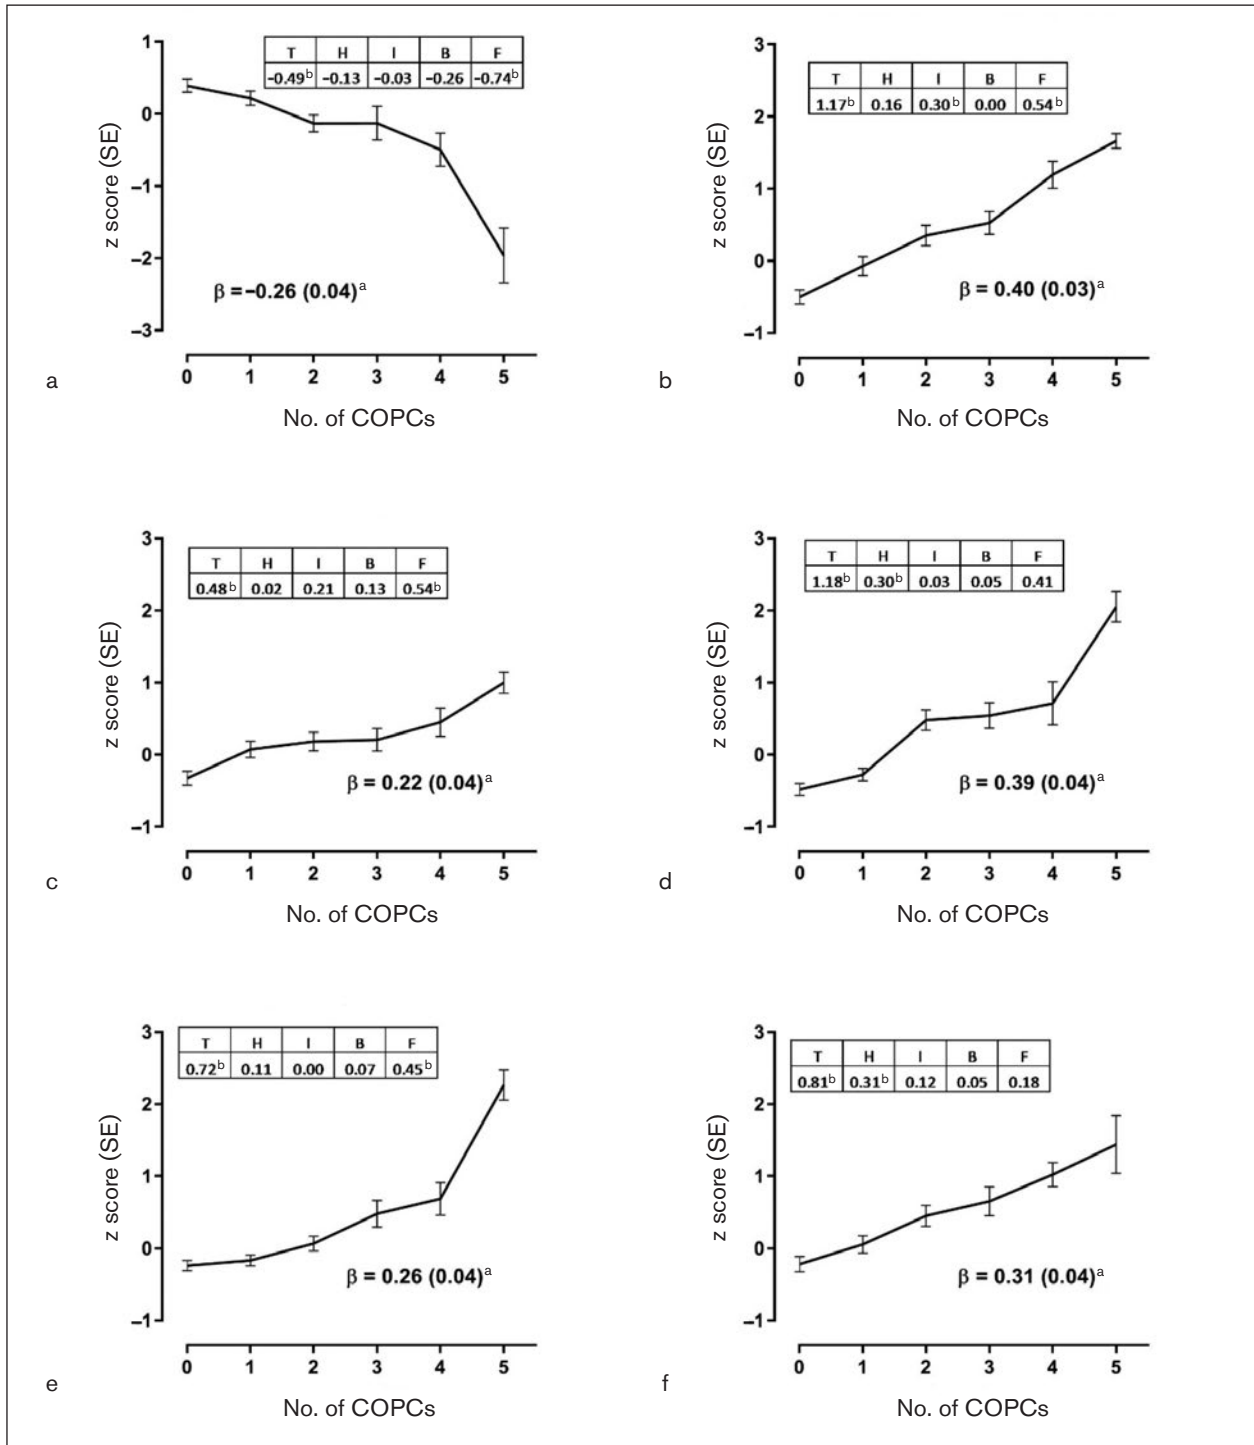 1
0
−1
−2
−3
z score (SE)
T H I B F
−0.49b −0.13 −0.03 −0.26 −0.74b
β = −0.26 (0.04)a
0 1 2 3 4 5
No. of COPCs
a
3
2
1
0
−1
z score (SE)
T H I B F
1.17b 0.16 0.30b 0.00 0.54b
β = 0.40 (0.03)a
0 1 2 3 4 5
No. of COPCs
b
3
2
1
0
−1
z score (SE)
T H I B F
0.48b 0.02 0.21 0.13 0.54b
β = 0.22 (0.04)a
0 1 2 3 4 5
No. of COPCs
c
3
2
1
0
−1
z score (SE)
T H I B F
1.18b 0.30b 0.03 0.05 0.41
β = 0.39 (0.04)a
0 1 2 3 4 5
No. of COPCs
d
3
2
1
0
−1
z score (SE)
T H I B F
0.72b 0.11 0.00 0.07 0.45b
β = 0.26 (0.04)a
0 1 2 3 4 5
No. of COPCs
e
3
2
1
0
−1
z score (SE)
T H I B F
0.81b 0.31b 0.12 0.05 0.18
β = 0.31 (0.04)a
0 1 2 3 4 5
No. of COPCs
f